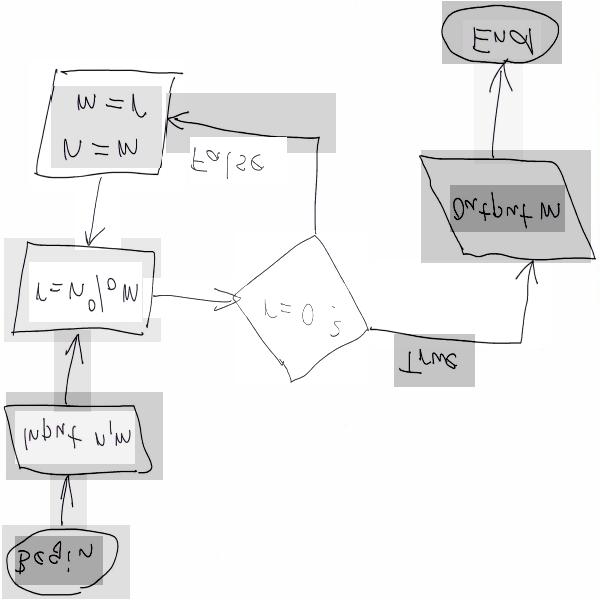 Begin
Input n,m
r=n%m
r=0 ?
True
False
n=m
m=r
Output m
End